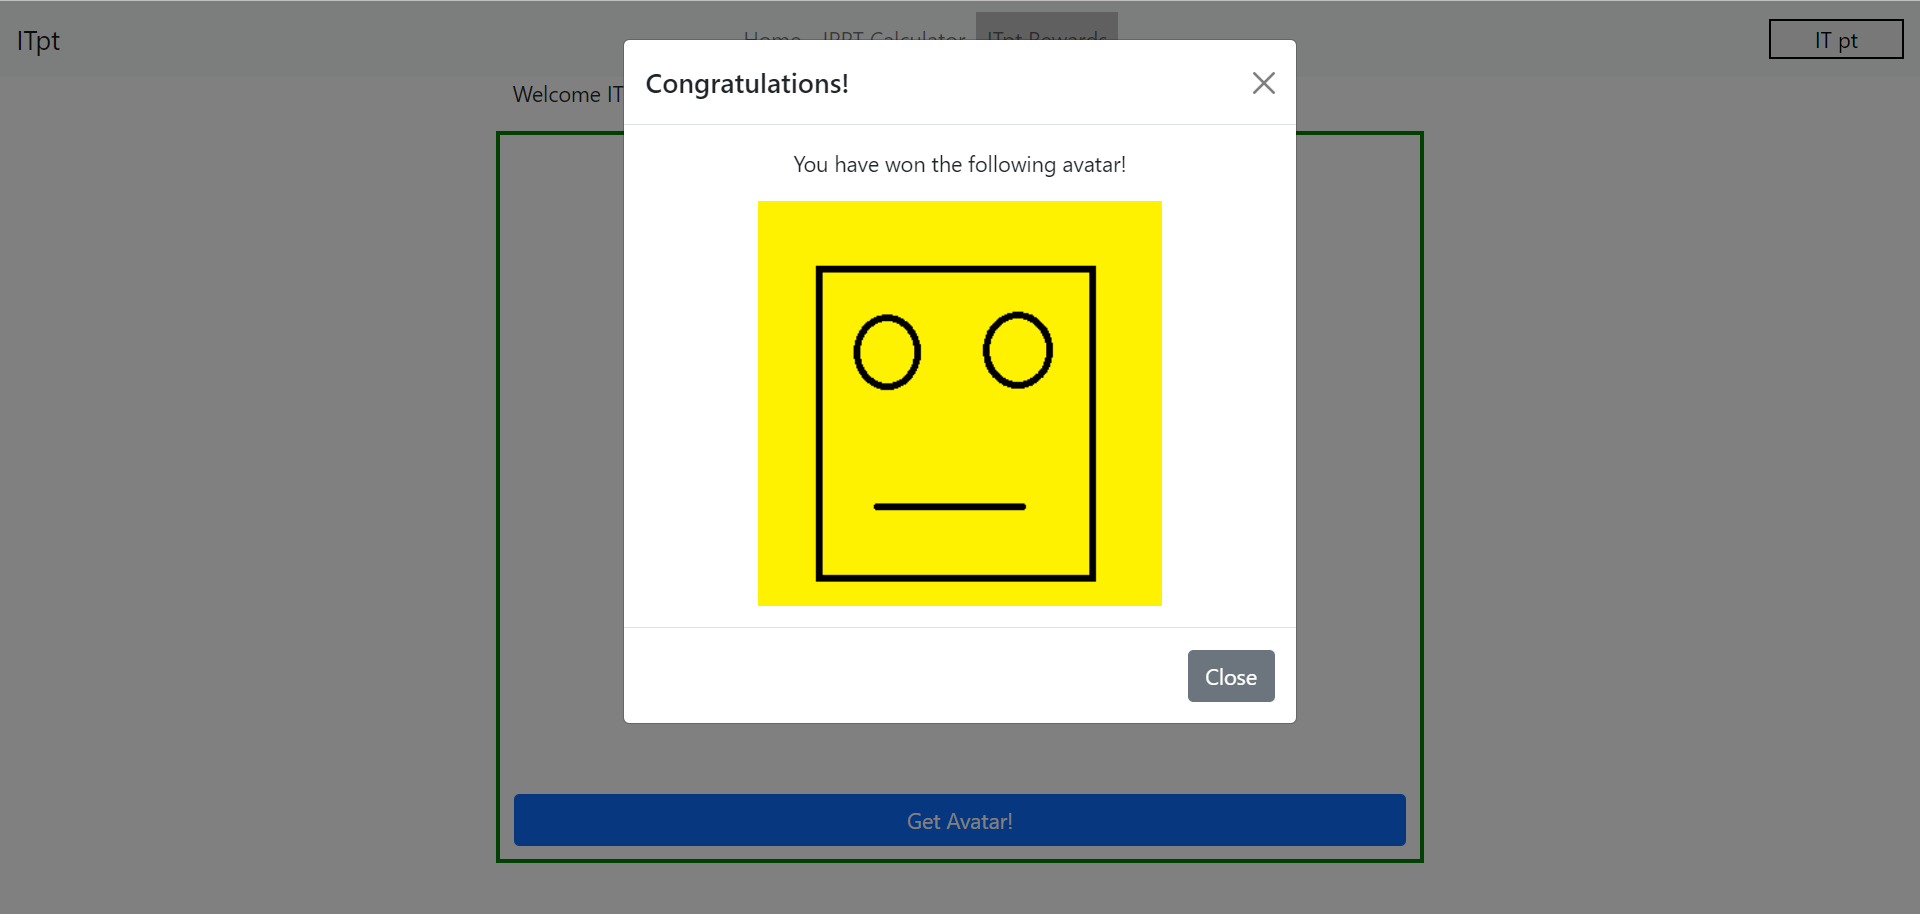 ITpt
Home IPPT Calculator ITpt Rewards
IT pt
Welcome IT
Congratulations!
You have won the following avatar!
Close
Get Avatar!